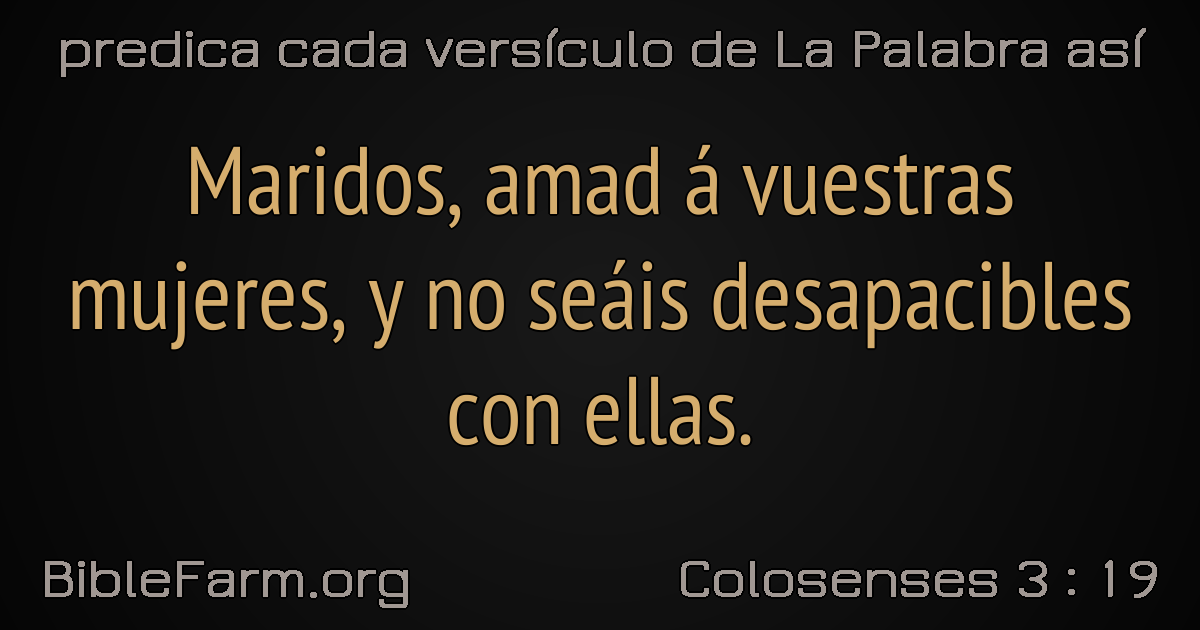 predica cada versículo de La Palabra así
Maridos, amad á vuestras
mujeres, y no seáis desapacibles
con ellas.
BibleFarm.org
Colosenses 3 : 19